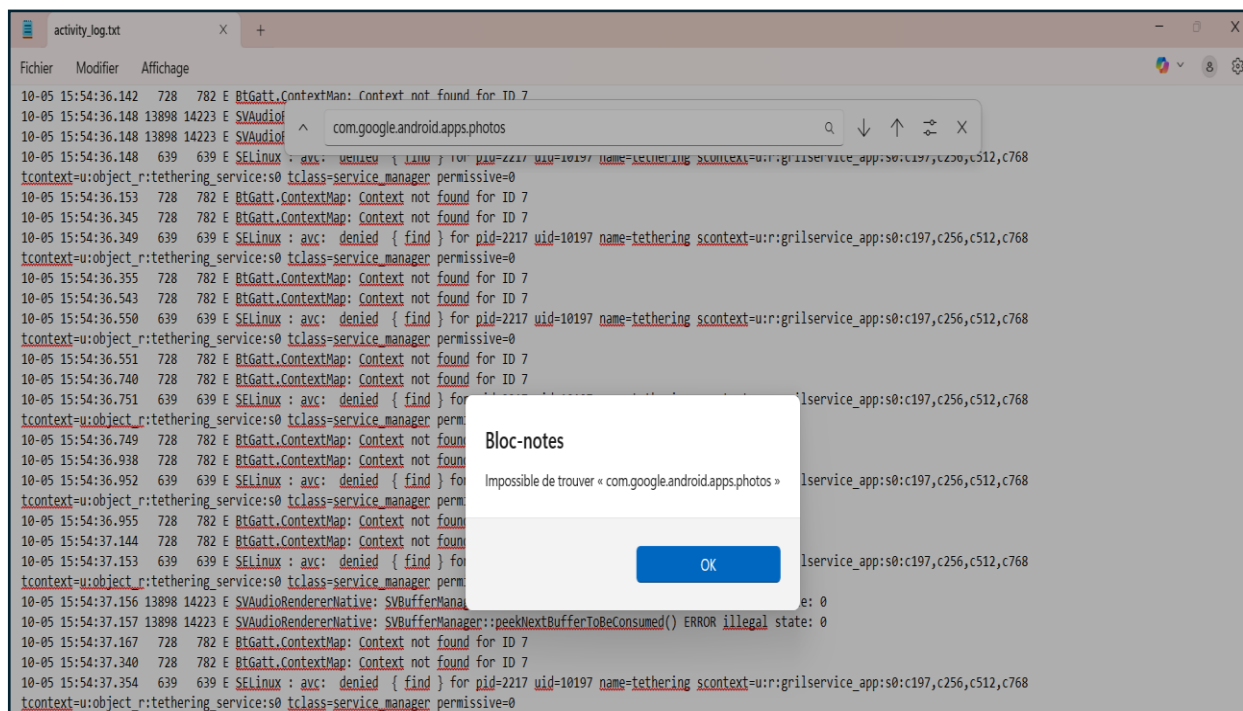 activity_log.txt
Fichier Modifier Affichage
8
10-05 15:54:36.142 728 782 E BtGatt.ContextMap: Context not found for ID 7
com.google.android.apps.photos
10-05 15:54:36.148 13898 14223 E SVAudioR
10-05 15:54:36.148 13898 14223 E SVAudioR
10-05 15:54:36.148 639 639 E SELinux : avc: denied { find } for pid=2217 uid=10197 name=tethering scontext=u:r:grilservice_app:s0:c197,c256,c512,c768
tcontext=u:object_r:tethering_service:s0 tclass=service_manager permissive=0
10-05 15:54:36.153 728 782 E BtGatt.ContextMap: Context not found for ID 7
10-05 15:54:36.345 728 782 E BtGatt.ContextMap: Context not found for ID 7
10-05 15:54:36.349 639 639 E SELinux : avc: denied { find } for pid=2217 uid=10197 name=tethering scontext=u:r:grilservice_app:s0:c197,c256,c512,c768
tcontext=u:object_r:tethering_service:s0 tclass=service_manager permissive=0
10-05 15:54:36.355 728 782 E BtGatt.ContextMap: Context not found for ID 7
10-05 15:54:36.543 728 782 E BtGatt.ContextMap: Context not found for ID 7
10-05 15:54:36.550 639 639 E SELinux : avc: denied { find } for pid=2217 uid=10197 name=tethering scontext=u:r:grilservice_app:s0:c197,c256,c512,c768
tcontext=u:object_r:tethering_service:s0 tclass=service_manager permissive=0
10-05 15:54:36.551 728 782 E BtGatt.ContextMap: Context not found for ID 7
10-05 15:54:36.740 728 782 E BtGatt.ContextMap: Context not found for ID 7
10-05 15:54:36.751 639 639 E SELinux : avc: denied { find } for ilservice_app:s0:c197,c256,c512,c768
tcontext=u:object_r:tethering_service:s0 tclass=service_manager perm
10-05 15:54:36.749 728 782 E BtGatt.ContextMap: Context not found
10-05 15:54:36.938 728 782 E BtGatt.ContextMap: Context not found
10-05 15:54:36.952 639 639 E SELinux : avc: denied { find } fo ilservice_app:s0:c197,c256,c512,c768
tcontext=u:object_r:tethering_service:s0 tclass=service_manager perm
10-05 15:54:36.955 728 782 E BtGatt.ContextMap: Context not found
10-05 15:54:37.144 728 782 E BtGatt.ContextMap: Context not found
10-05 15:54:37.153 639 639 E SELinux : avc: denied { find } fo ilservice_app:s0:c197,c256,c512,c768
tcontext=u:object_r:tethering_service:s0 tclass=service_manager perm
10-05 15:54:37.156 13898 14223 E SVAudioRendererNative: SVBufferManag e: 0
Bloc-notes
Impossible de trouver « com.google.android.apps.photos »
OK
10-05 15:54:37.157 13898 14223 E SVAudioRendererNative: SVBufferManager::peekNextBufferToBeConsumed() ERROR illegal state: 0
10-05 15:54:37.167 728 782 E BtGatt.ContextMap: Context not found for ID 7
10-05 15:54:37.340 728 782 E BtGatt.ContextMap: Context not found for ID 7
10-05 15:54:37.354 639 639 E SELinux : avc: denied { find } for pid=2217 uid=10197 name=tethering scontext=u:r:grilservice_app:s0:c197,c256,c512,c768
tcontext=u:object_r:tethering_service:s0 tclass=service_manager permissive=0